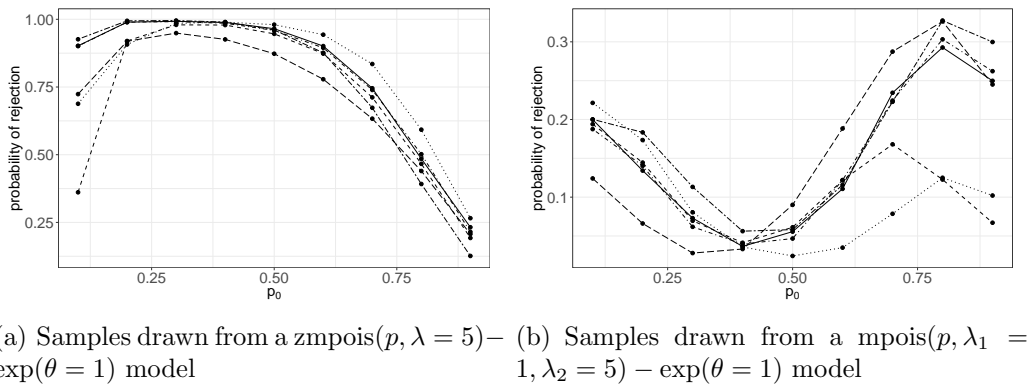 1.00
0.75
0.50
0.25
probability of rejection
0.25
0.50
0.75
p₀
0.3
0.2
0.1
probability of rejection
0.25
0.50
0.75
p₀
a) Samples drawn from a zmpois(p, λ = 5)−
exp(θ = 1) model
(b) Samples drawn from a mpois(p, λ₁ =
1, λ₂ = 5) − exp(θ = 1) model